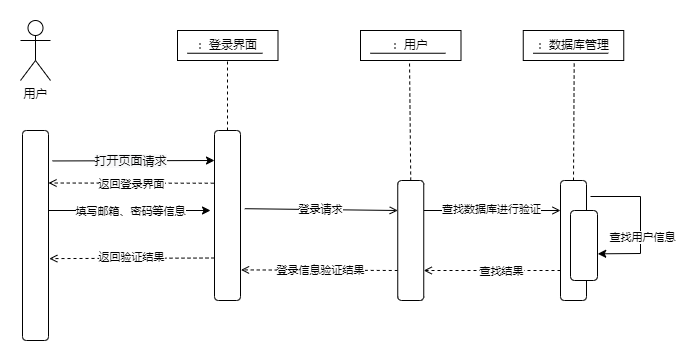 ：登录界面
：用户
：数据库管理
用户
打开页面请求
返回登录界面
填写邮箱、密码等信息
登录请求
查找数据库进行验证
查找用户信息
返回验证结果
登录信息验证结果
查找结果